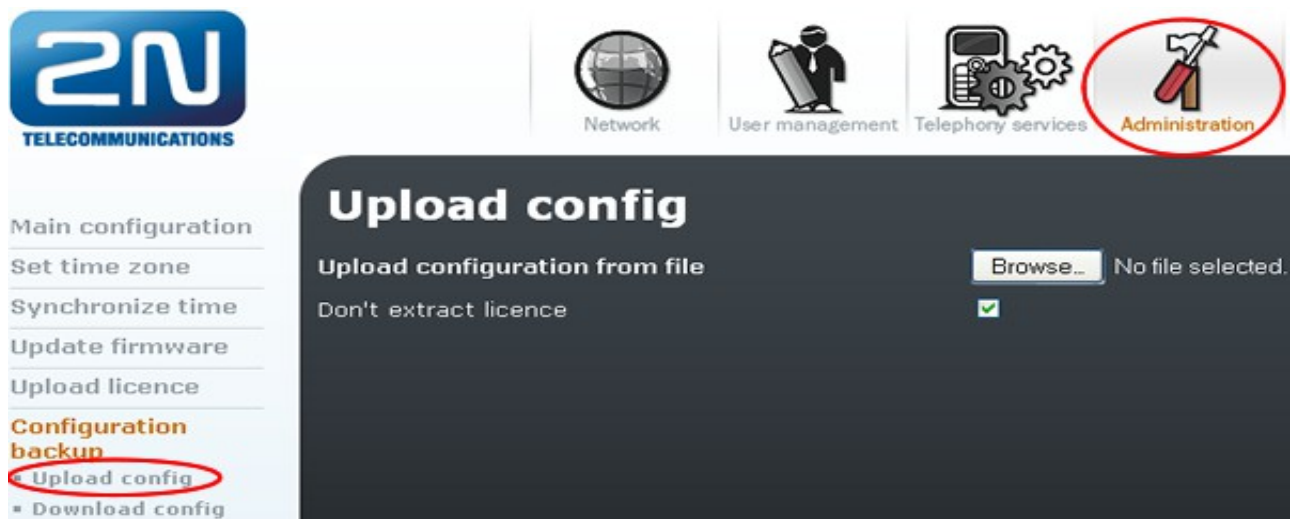 2N
TELECOMMUNICATIONS
Network
User management
Telephony services
Administration
Main configuration
Set time zone
Synchronize time
Update firmware
Upload licence
Configuration
backup
Upload config
Download config
Upload config
Upload configuration from file
Browse... No file selected.
Don't extract licence